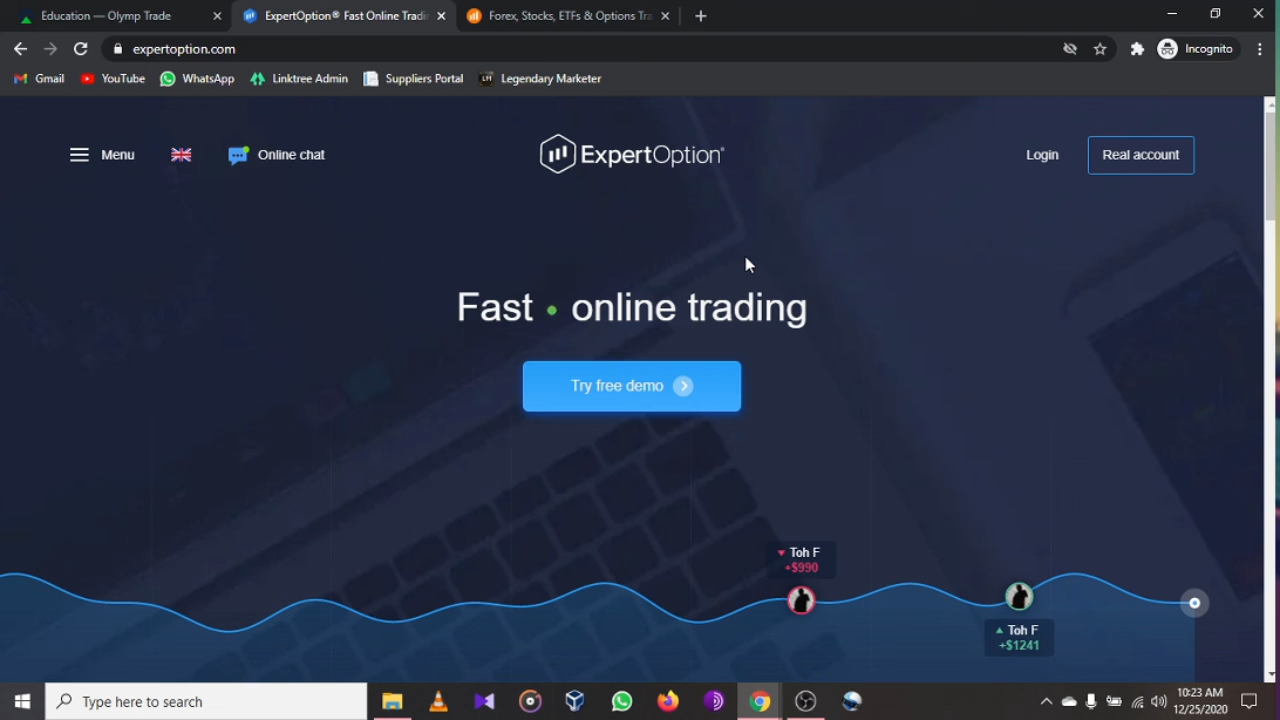 Education — Olymp Trade
ExpertOption® Fast Online Tradi
Forex, Stocks, ETFs & Options Tra
expertoption.com
Incognito
Gmail
YouTube
WhatsApp
Linktree Admin
Suppliers Portal
LH Legendary Marketer
Menu
Online chat
ExpertOption®
Login
Real account
Fast • online trading
Try free demo
Toh F
+$990
Toh F
+$1241
Type here to search
10:23 AM
12/25/2020